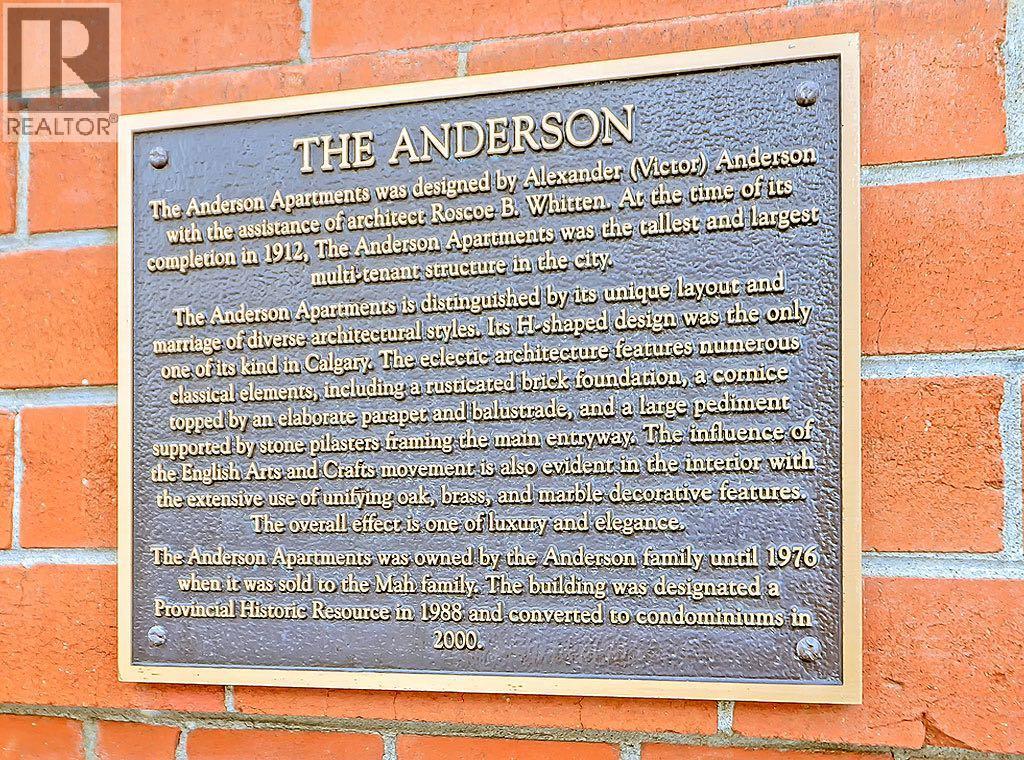 REALTOR®
THE ANDERSON
The Anderson Apartments was designed by Alexander (Victor) Anderson
with the assistance of architect Roscoe B. Whitten. At the time of its
completion in 1912, The Anderson Apartments was the tallest and largest
multi-tenant structure in the city.
The Anderson Apartments is distinguished by its unique layout and
marriage of diverse architectural styles. Its H-shaped design was the only
one of its kind in Calgary. The eclectic architecture features numerous
classical elements, including a rusticated brick foundation, a cornice
topped by an elaborate parapet and balustrade, and a large pediment
supported by stone pilasters framing the main entryway. The influence of
the English Arts and Crafts movement is also evident in the interior with
the extensive use of unifying oak, brass, and marble decorative features.
The overall effect is one of luxury and elegance.
The Anderson Apartments was owned by the Anderson family until 1976
when it was sold to the Mah family. The building was designated a
Provincial Historic Resource in 1988 and converted to condominiums in
2000.